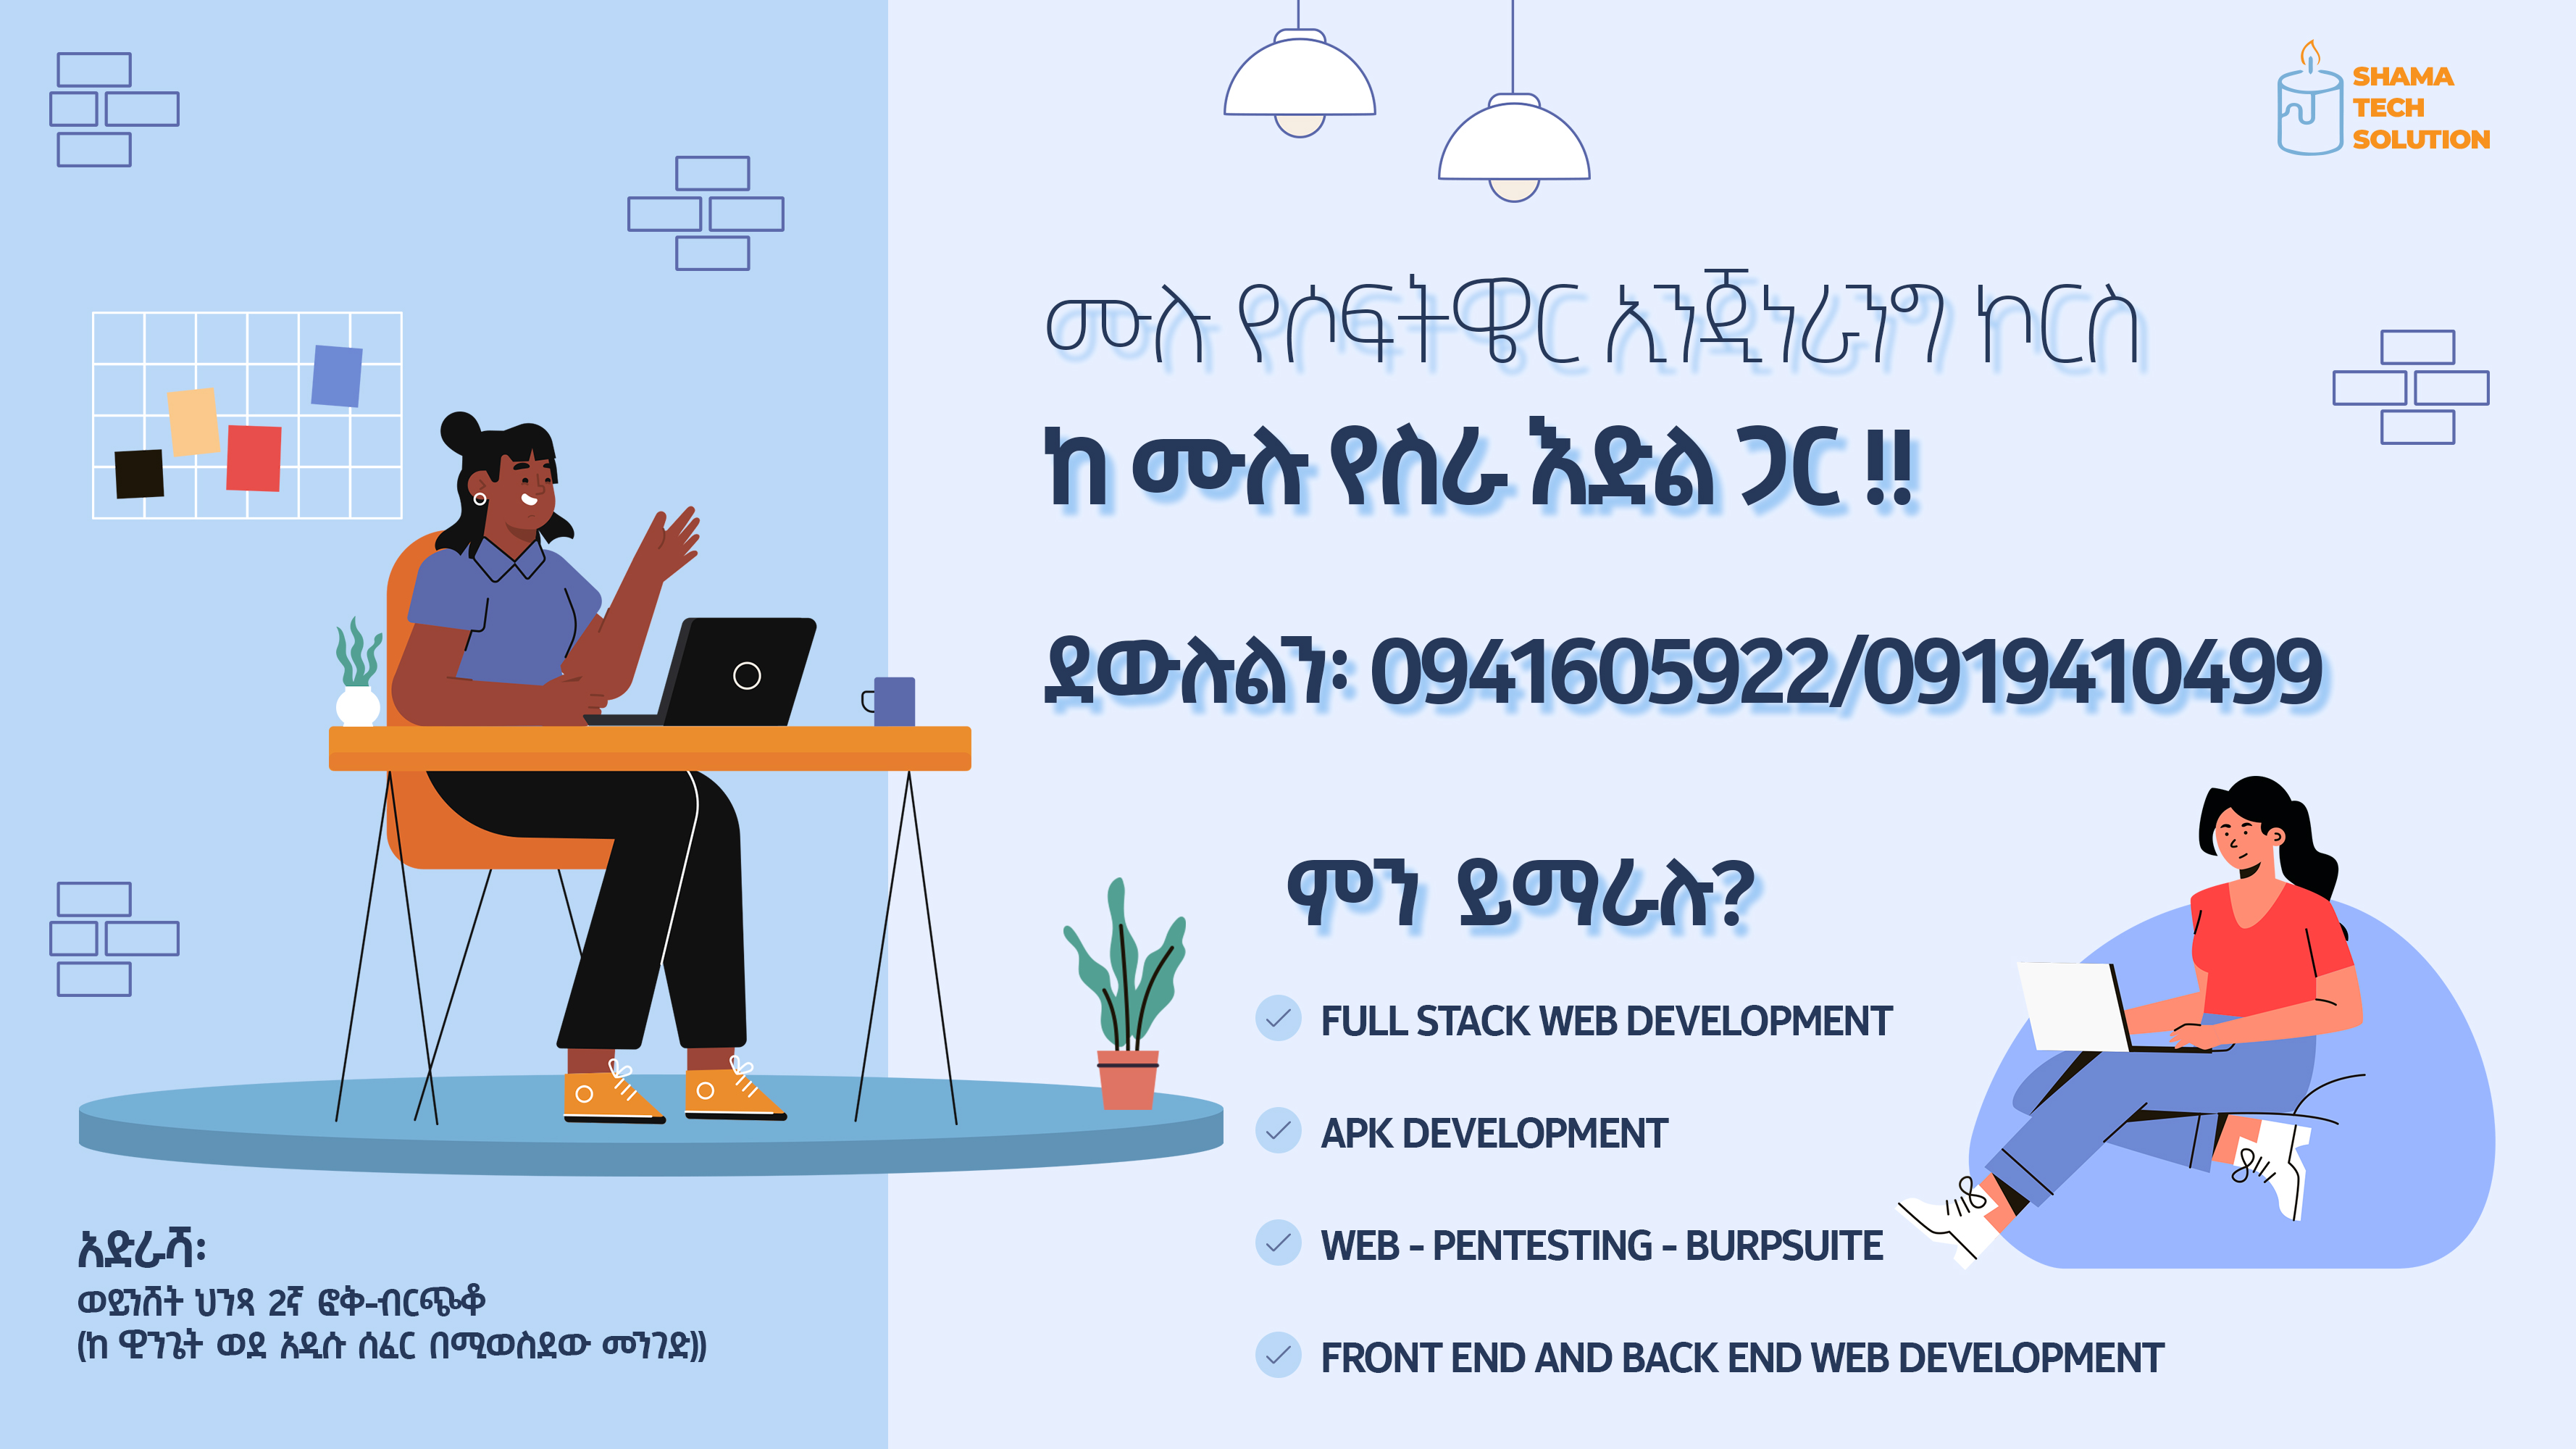 SHAMA
TECH
SOLUTION
ሙሉ የሶፍትዌር ኢንጂነሪንግ ኮርስ
ከ ሙሉ የስራ እድል ጋር !!
ደውሉልን፡ 0941605922/0919410499
ምን ይማራሉ?
FULL STACK WEB DEVELOPMENT
APK DEVELOPMENT
WEB - PENTESTING - BURPSUITE
FRONT END AND BACK END WEB DEVELOPMENT
አድራሻ፡
ወይንሸት ህንጻ 2ኛ ፎቅ-ብርጭቆ
(ከ ዊንጌት ወደ አዲሱ ሰፈር በሚወስደው መንገድ))